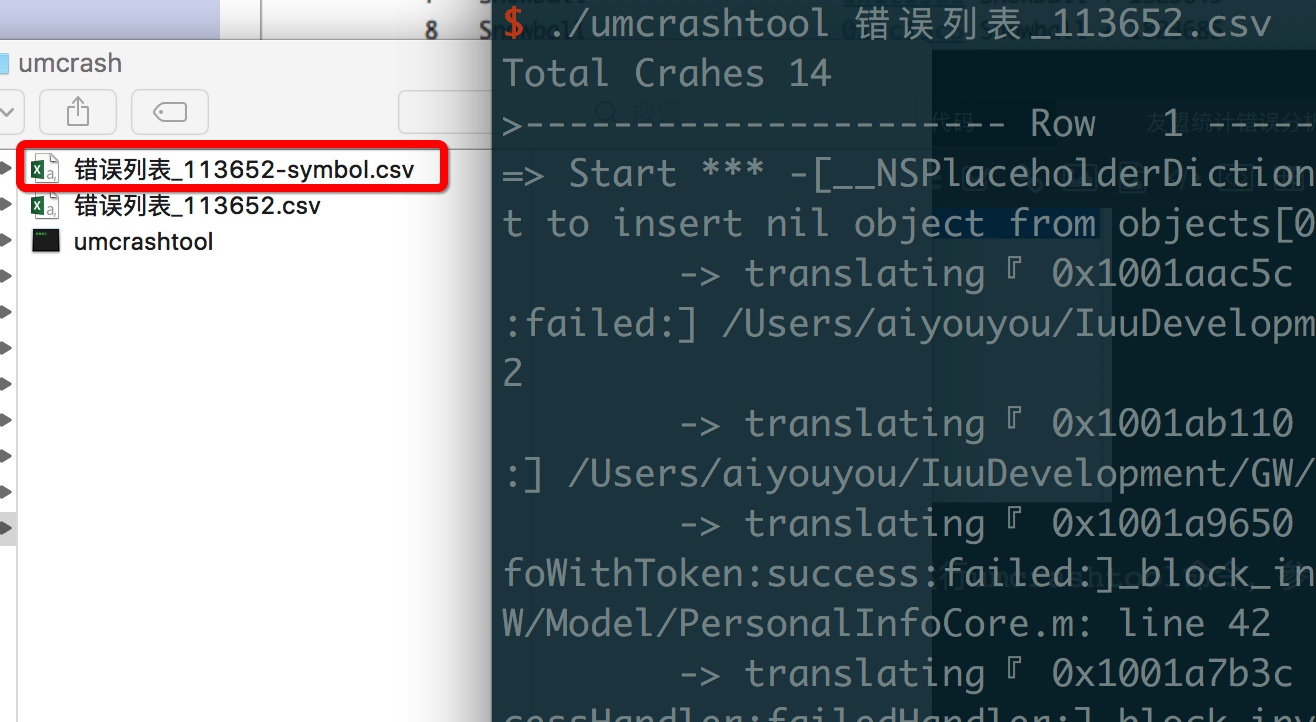 8
umcrash
错误列表_113652-symbol.csv
错误列表_113652.csv
umcrashtool
$ ./umcrashtool 错误列表_113652.csv
Total Crahes 14
>---------------------- Row 1 -----
=> Start *** -[__NSPlaceholderDiction
t to insert nil object from objects[0
-> translating『 0x1001aac5c
:failed:] /Users/aiyouyou/IuuDevelopm
2
-> translating『 0x1001ab110
:] /Users/aiyouyou/IuuDevelopment/GW/
-> translating『 0x1001a9650
foWithToken:success:failed:]_block_in
W/Model/PersonalInfoCore.m: line 42
-> translating『 0x1001a7b3c
cessHandler:failedHandler:]_block_inv